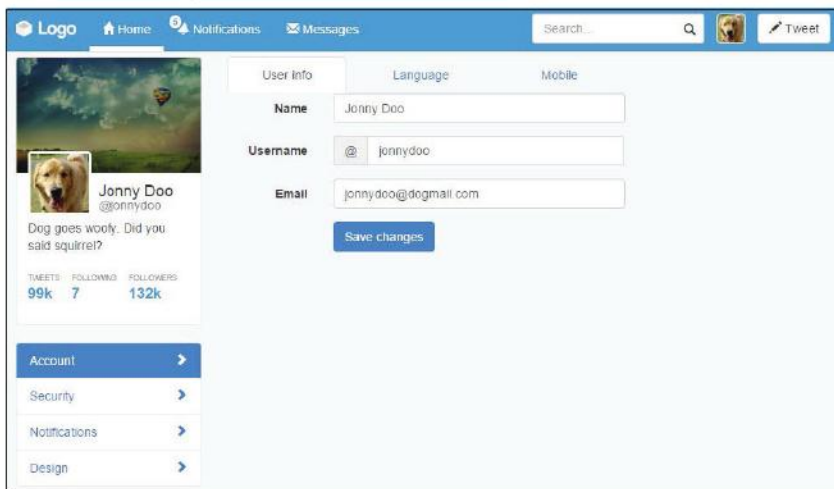 Logo Home 5 Notifications Messages Search... Tweet
User info Language Mobile
Name Jonny Doo
Username @ jonnydoo
Email jonnydoo@dogmail.com
Save changes
Jonny Doo
@jonnydoo
Dog goes woofy. Did you
said squirrel?
TWEETS FOLLOWING FOLLOWERS
99k 7 132k
Account
Security
Notifications
Design